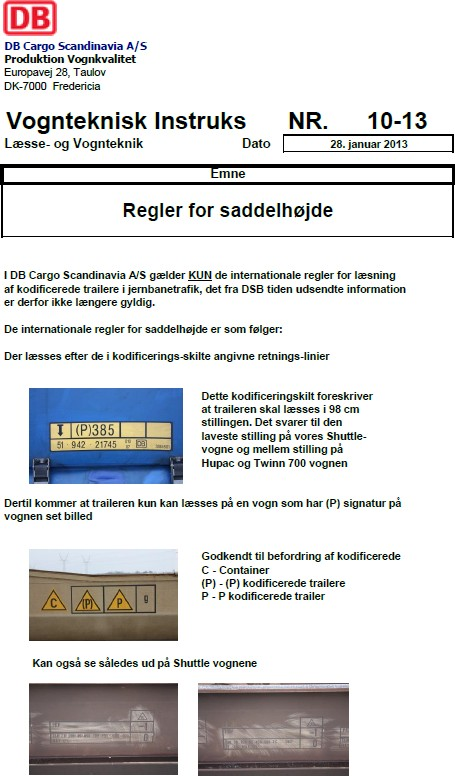 DB
DB Cargo Scandinavia A/S
Produktion Vognkvalitet
Europavej 28, Taulov
DK-7000 Fredericia
Vognteknisk Instruks NR. 10-13
Læsse- og Vognteknik Dato 28. januar 2013
Emne
Regler for saddelhøjde
I DB Cargo Scandinavia A/S gælder KUN de internationale regler for læsning
af kodificerede trailere i jernbanetrafik, det fra DSB tiden udsendte information
er derfor ikke længere gyldig.
De internationale regler for saddelhøjde er som følger:
Der læsses efter de i kodificerings-skilte angivne retnings-linier
(P)385
51 942 21745 DB
Dette kodificeringskilt foreskriver
at traileren skal læsses i 98 cm
stillingen. Det svarer til den
laveste stilling på vores Shuttle-
vogne og mellem stilling på
Hupac og Twinn 700 vognen
Dertil kommer at traileren kun kan læsses på en vogn som har (P) signatur på
vognen set billed
C (P) P g
Godkendt til befordring af kodificerede
C - Container
(P) - (P) kodificerede trailere
P - P kodificerede trailer
Kan også se således ud på Shuttle vognene